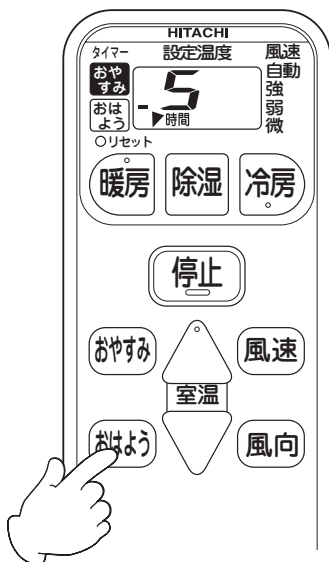 HITACHI
タイマー 設定温度 風速
おやすみ 自動
強
おはよう -5 弱
時間 微
リセット
暖房 除湿 冷房
停止
おやすみ 風速
室温
おはよう 風向